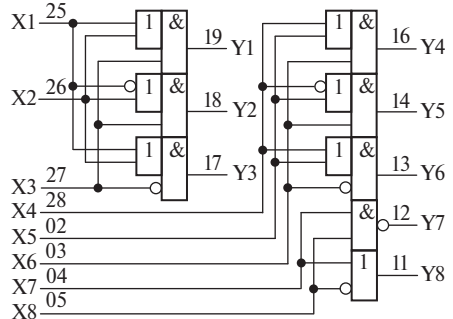 X1 25
X2 26
X3 27
X4 28
X5 02
X6 03
X7 04
X8 05
1 & 19 Y1
1 & 18 Y2
1 & 17 Y3
1 & 16 Y4
1 & 14 Y5
1 & 13 Y6
& 12 Y7
1 11 Y8